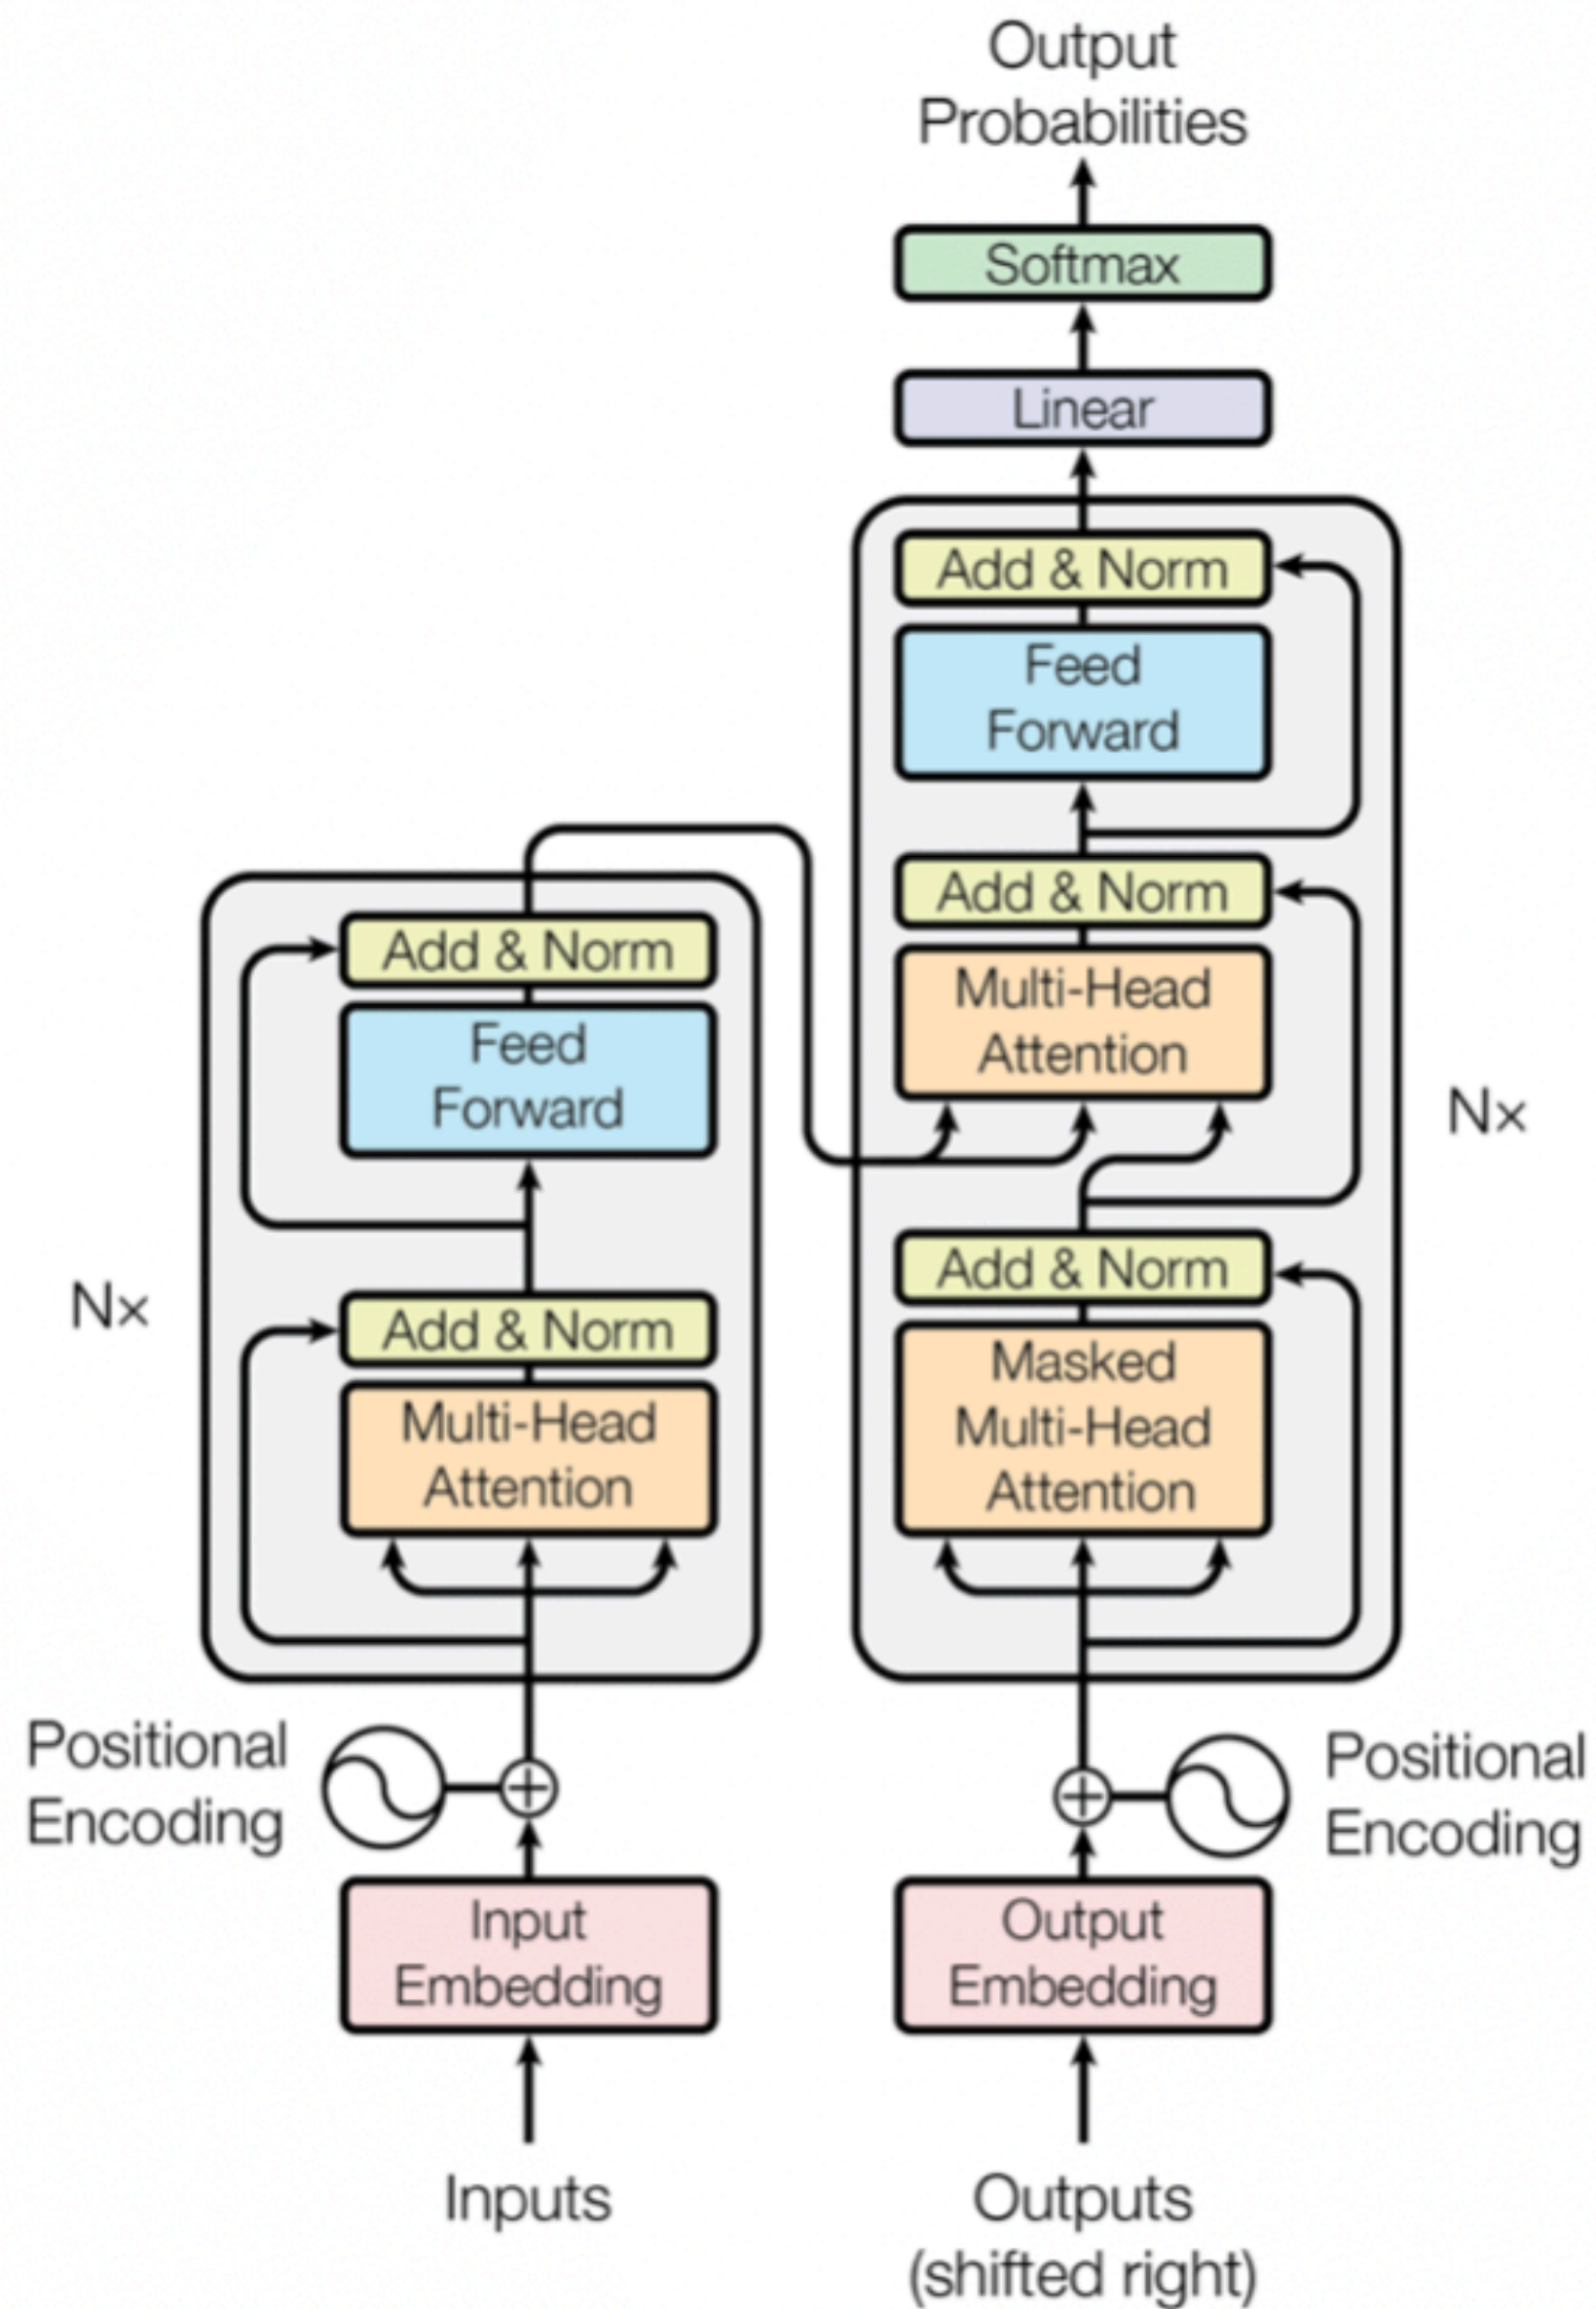 Output
Probabilities
Softmax
Linear
Add & Norm
Feed
Forward
Add & Norm
Multi-Head
Attention
Add & Norm
Masked
Multi-Head
Attention
Nx
Add & Norm
Feed
Forward
Add & Norm
Multi-Head
Attention
Nx
Positional
Encoding
Positional
Encoding
Input
Embedding
Output
Embedding
Inputs
Outputs
(shifted right)